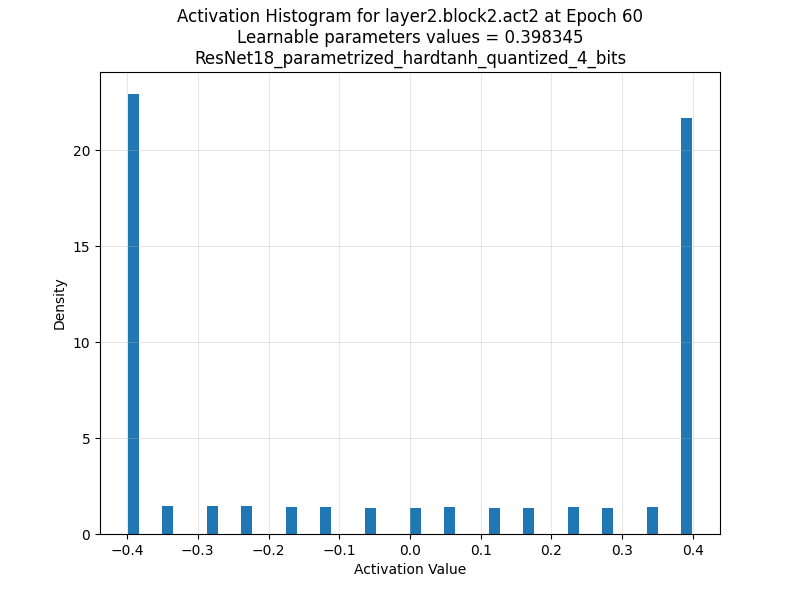 Activation Histogram for layer2.block2.act2 at Epoch 60
Learnable parameters values = 0.398345
ResNet18_parametrized_hardtanh_quantized_4_bits
20
15
10
5
0
Density
−0.4 −0.3 −0.2 −0.1 0.0 0.1 0.2 0.3 0.4
Activation Value